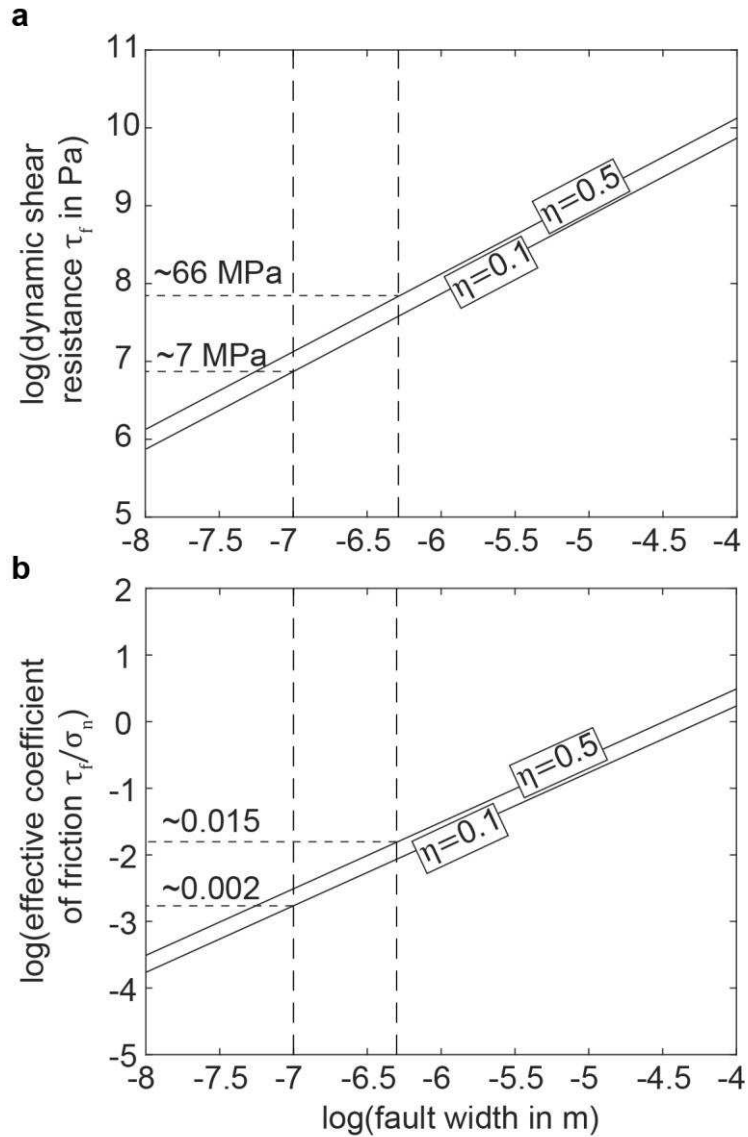 a
11
10
9
8
7
6
5
log(dynamic shear
resistance τf in Pa)
η=0.5
η=0.1
~66 MPa
~7 MPa
-8 -7.5 -7 -6.5 -6 -5.5 -5 -4.5 -4
b
2
1
0
-1
-2
-3
-4
-5
log(effective coefficient
of friction τf/σn)
η=0.5
η=0.1
~0.015
~0.002
-8 -7.5 -7 -6.5 -6 -5.5 -5 -4.5 -4
log(fault width in m)